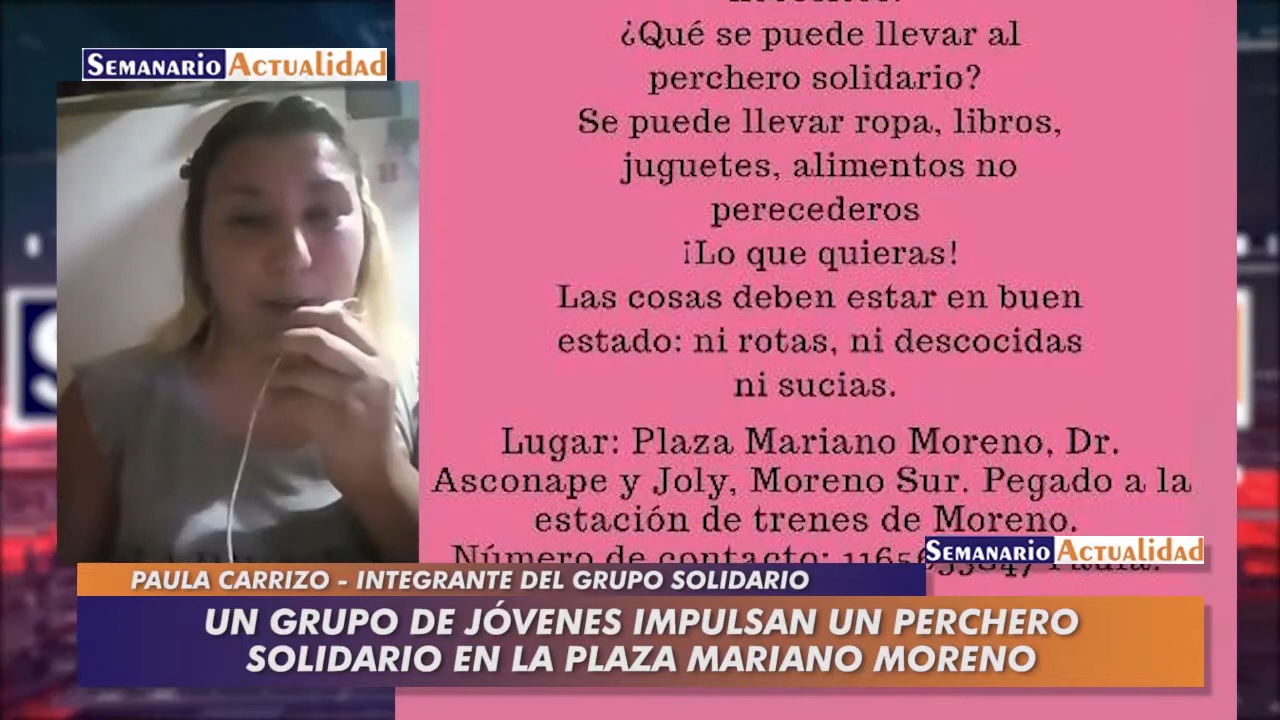 SEMANARIO ACTUALIDAD
¿Qué se puede llevar al
perchero solidario?
Se puede llevar ropa, libros,
juguetes, alimentos no
perecederos
¡Lo que quieras!
Las cosas deben estar en buen
estado: ni rotas, ni descocidas
ni sucias.
Lugar: Plaza Mariano Moreno, Dr.
Asconape y Joly, Moreno Sur. Pegado a la
estación de trenes de Moreno.
Número de contacto:
SEMANARIO ACTUALIDAD
PAULA CARRIZO - INTEGRANTE DEL GRUPO SOLIDARIO
UN GRUPO DE JÓVENES IMPULSAN UN PERCHERO
SOLIDARIO EN LA PLAZA MARIANO MORENO